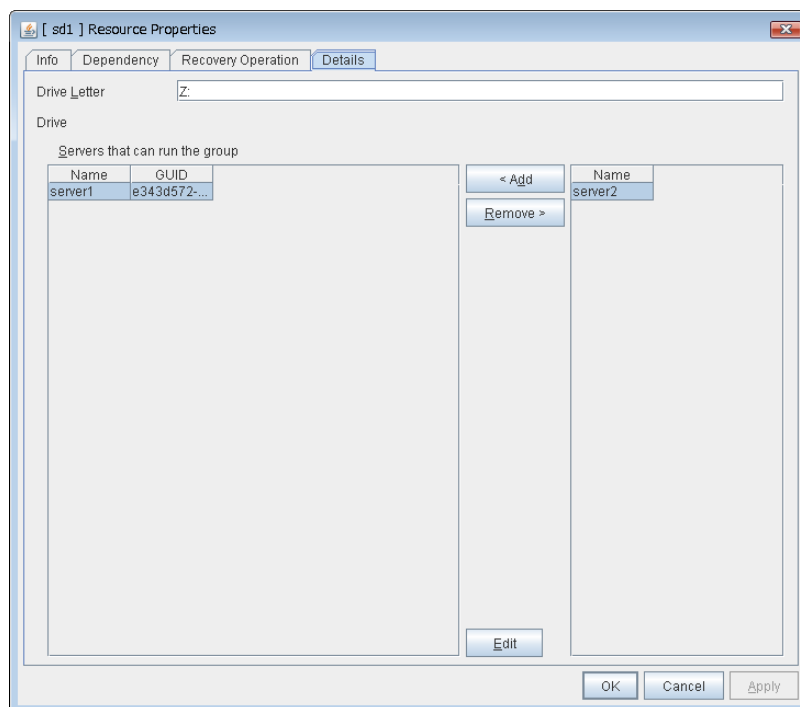 [ sd1 ] Resource Properties
Info Dependency Recovery Operation Details
Drive Letter Z:
Drive
Servers that can run the group
Name GUID
server1 e343d572-...
< Add
Remove >
Name
server2
Edit
OK Cancel Apply